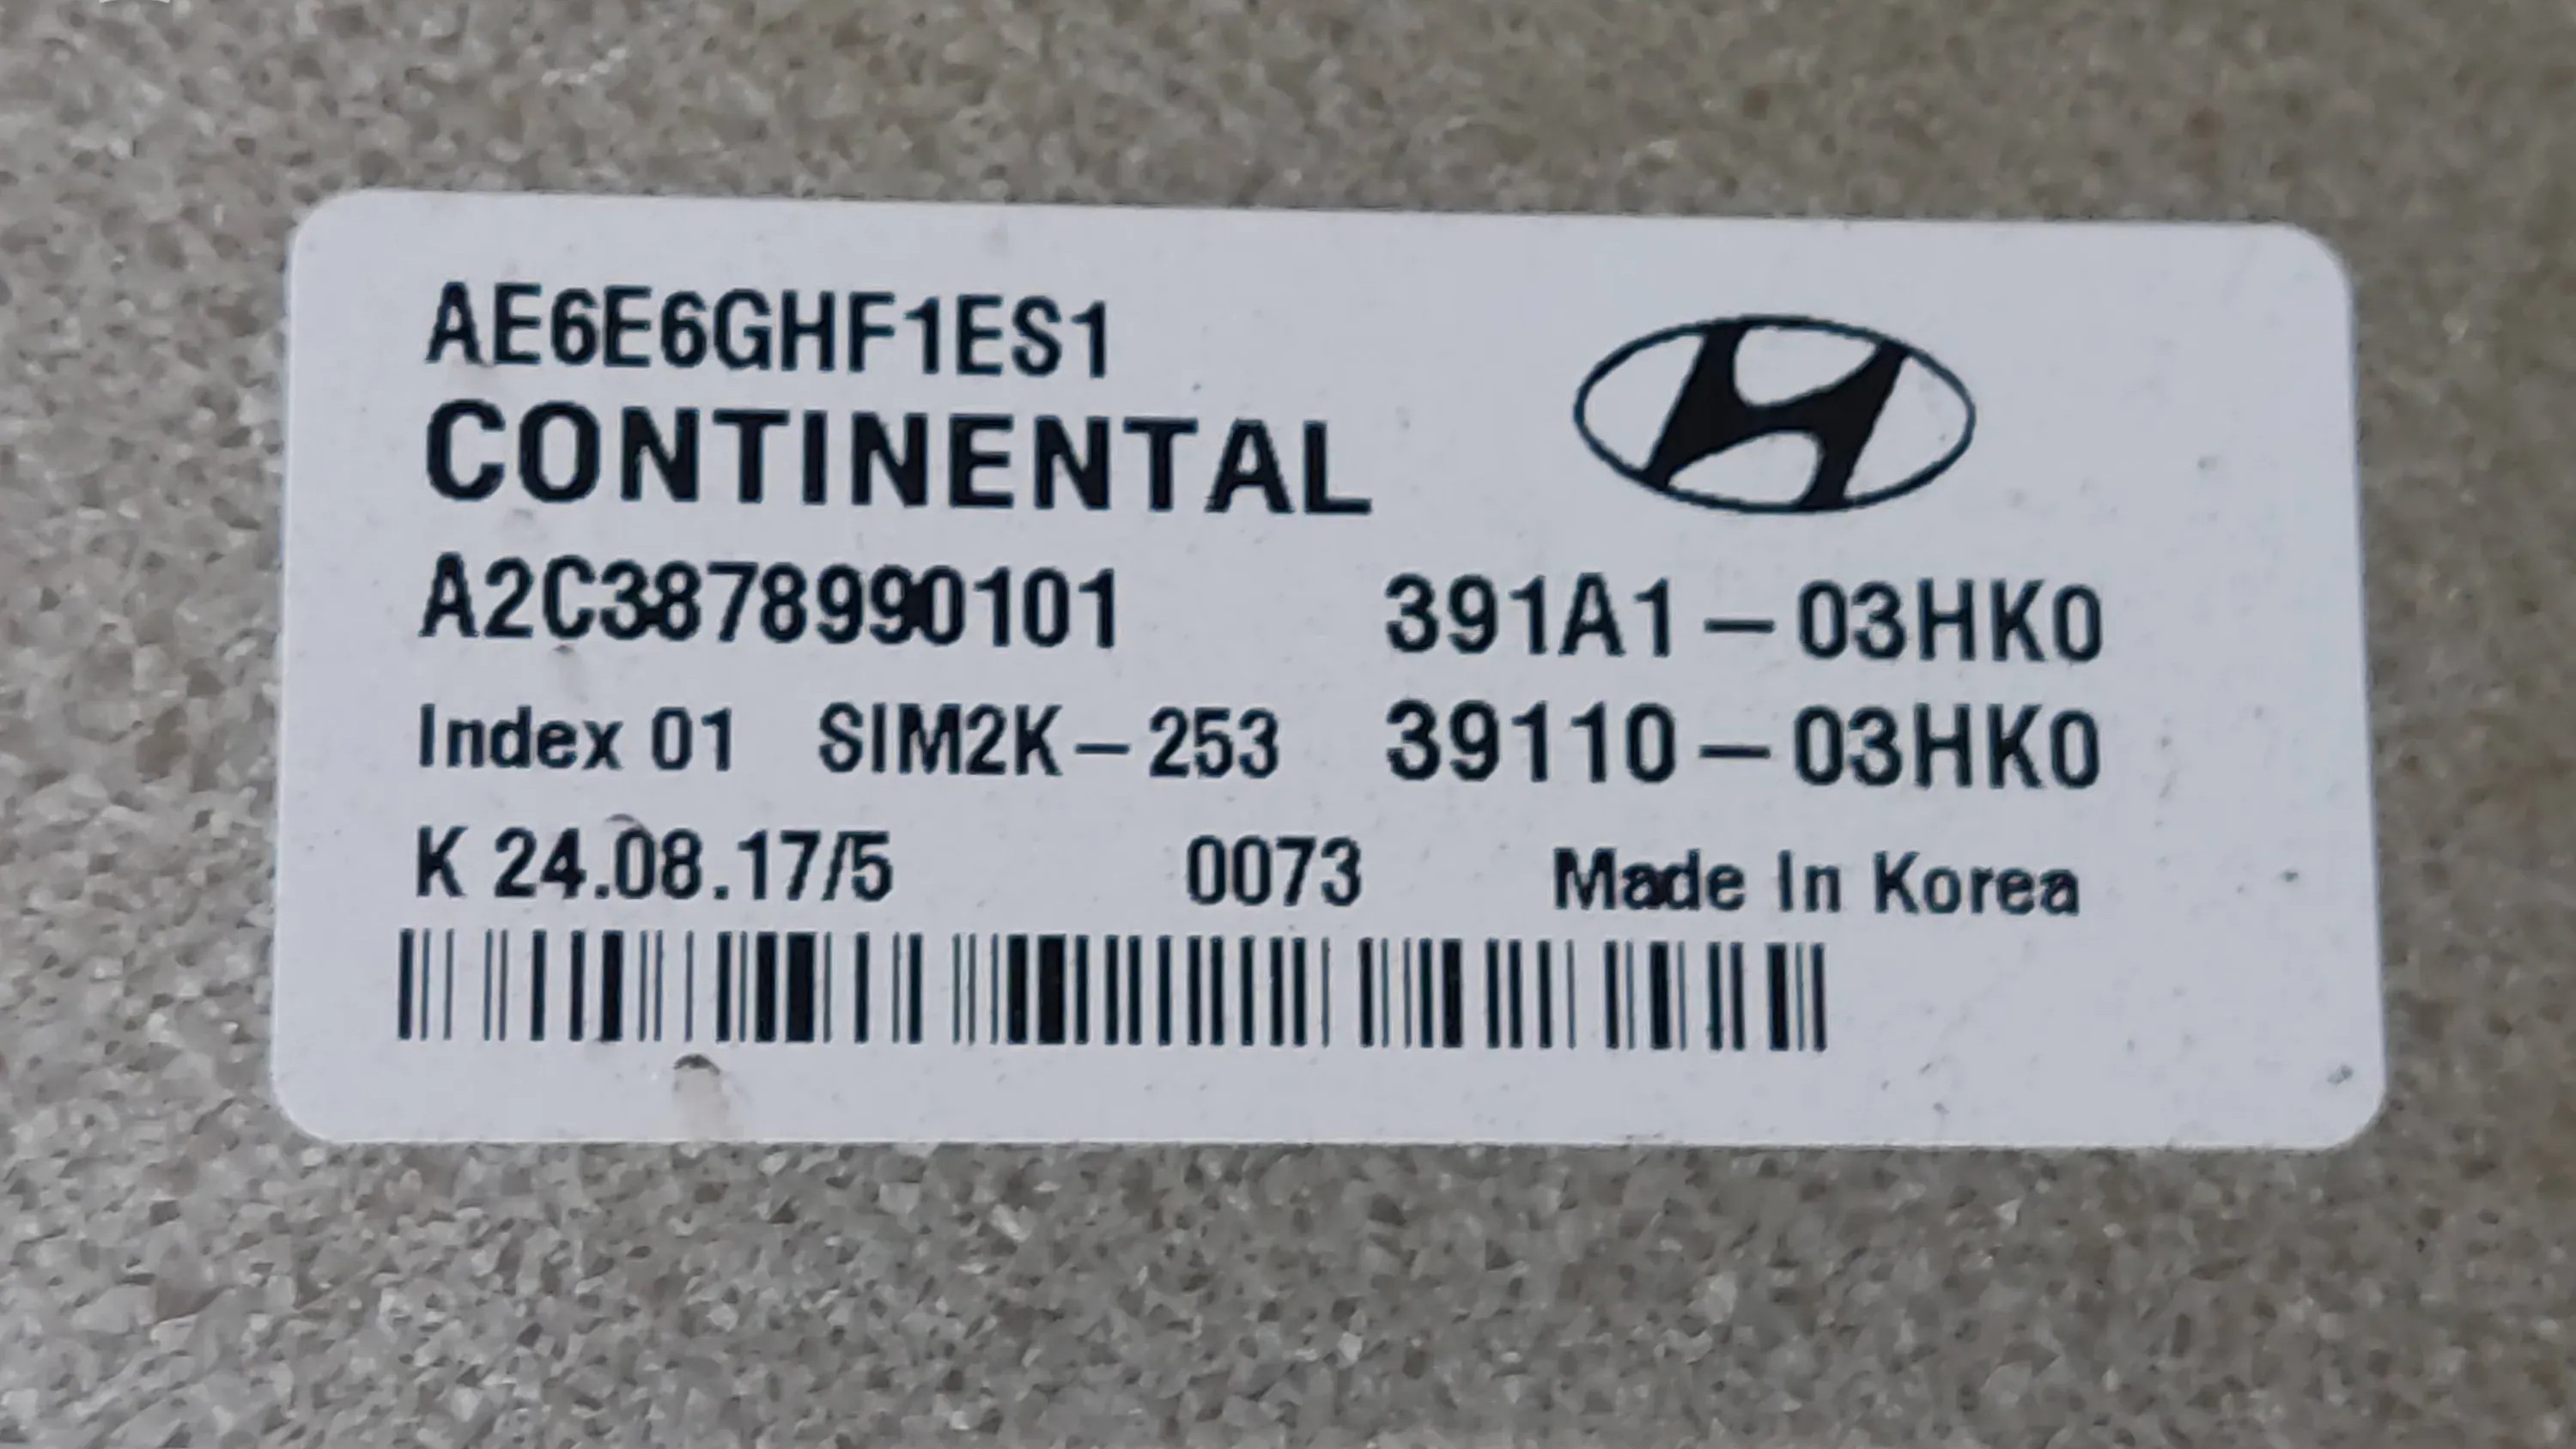 AE6E6GHF1ES1
CONTINENTAL
A2C3878990101 391A1-03HK0
Index 01 SIM2K-253 39110-03HK0
K 24.08.17/5 0073 Made In Korea